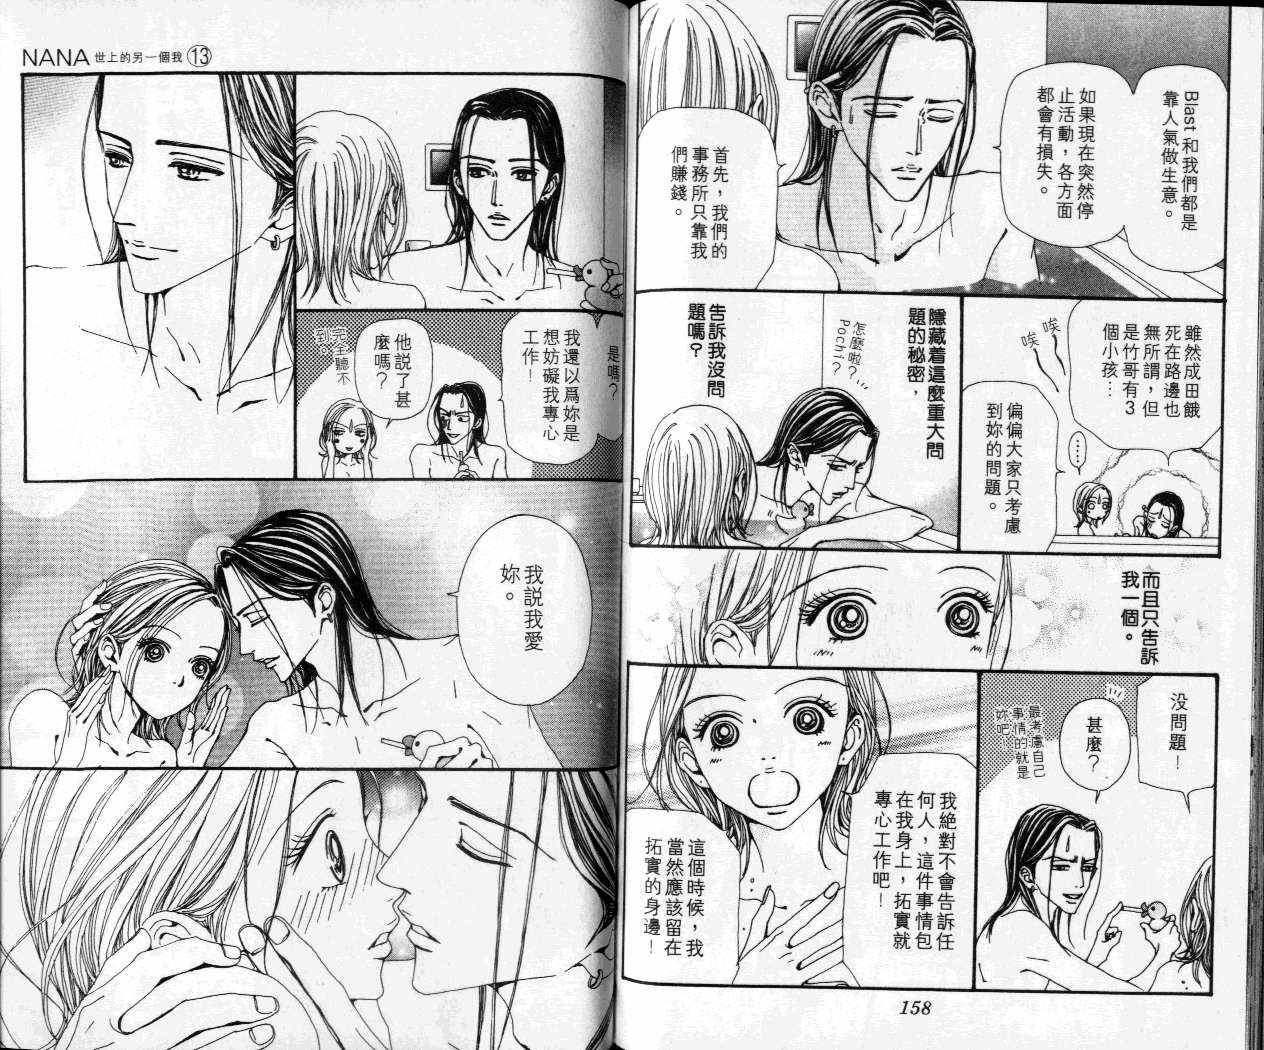 Blast 和我們都是
靠人氣做生意。
如果現在突然停
止活動，各方面
都會有損失。
首先，我們的
事務所只靠我
們賺錢。
雖然成田餓
死在路邊也
無所謂，但
是竹哥有3
個小孩…
唉
唉
偏偏大家只考慮
到妳的問題。
……
隱藏着這麼重大問
題的秘密，
怎麼啦？
Pochi？
告訴我沒問
題嗎？
而且只告訴
我一個。
没問題！
甚麼？
最考慮自己
事情的就是
妳吧！
我絕對不會告訴任
何人，這件事情包
在我身上，拓實就
專心工作吧！
這個時候，我
當然應該留在
拓實的身邊！
158
NANA 世上的另一個我 ⑬
是嗎？
我還以爲妳是
想妨礙我專心
工作！
他說了甚
麼嗎？
完全聽不
到
我説我愛
妳。